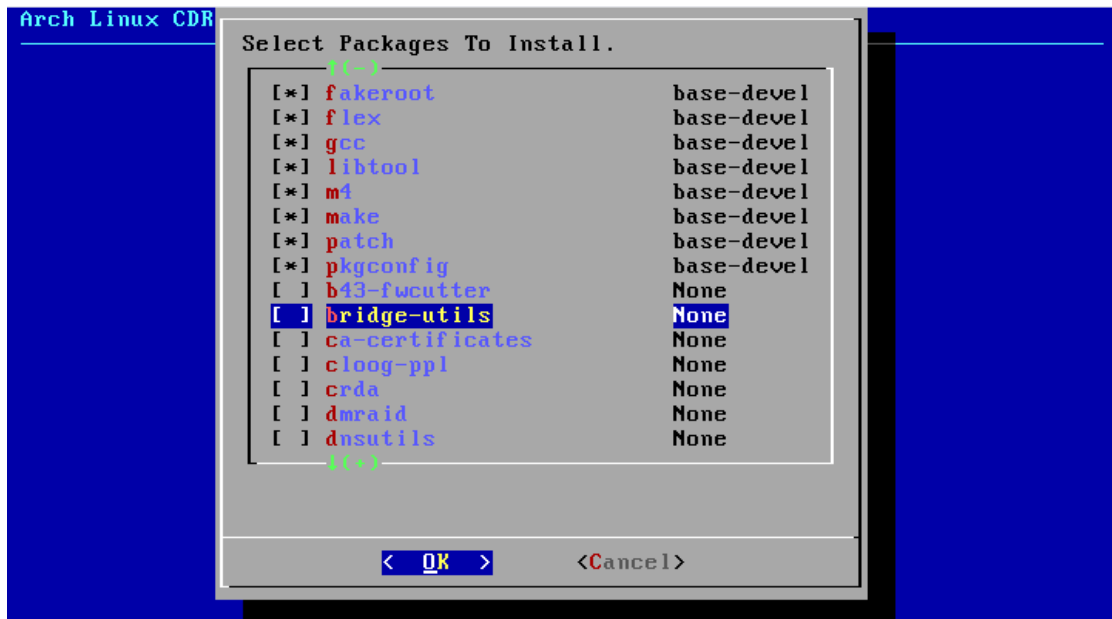 Arch Linux CDR
Select Packages To Install.
↑(-)
[*] fakeroot base-devel
[*] flex base-devel
[*] gcc base-devel
[*] libtool base-devel
[*] m4 base-devel
[*] make base-devel
[*] patch base-devel
[*] pkgconfig base-devel
[ ] b43-fwcutter None
[ ] bridge-utils None
[ ] ca-certificates None
[ ] cloog-ppl None
[ ] crda None
[ ] dmraid None
[ ] dnsutils None
↓(+)
< OK > <Cancel>